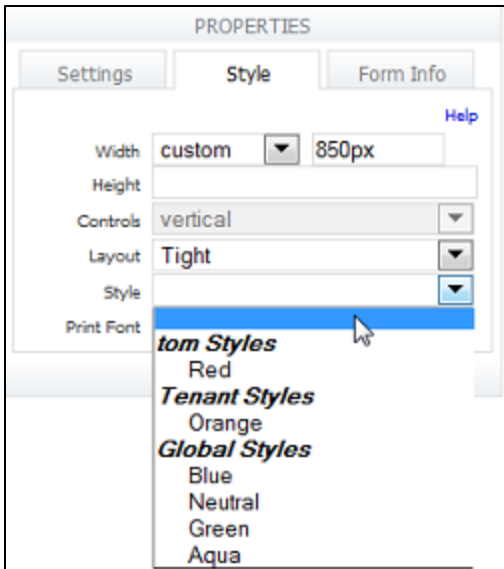 PROPERTIES
Settings Style Form Info
Help
Width custom 850px
Height
Controls vertical
Layout Tight
Style
Print Font
tom Styles
Red
Tenant Styles
Orange
Global Styles
Blue
Neutral
Green
Aqua